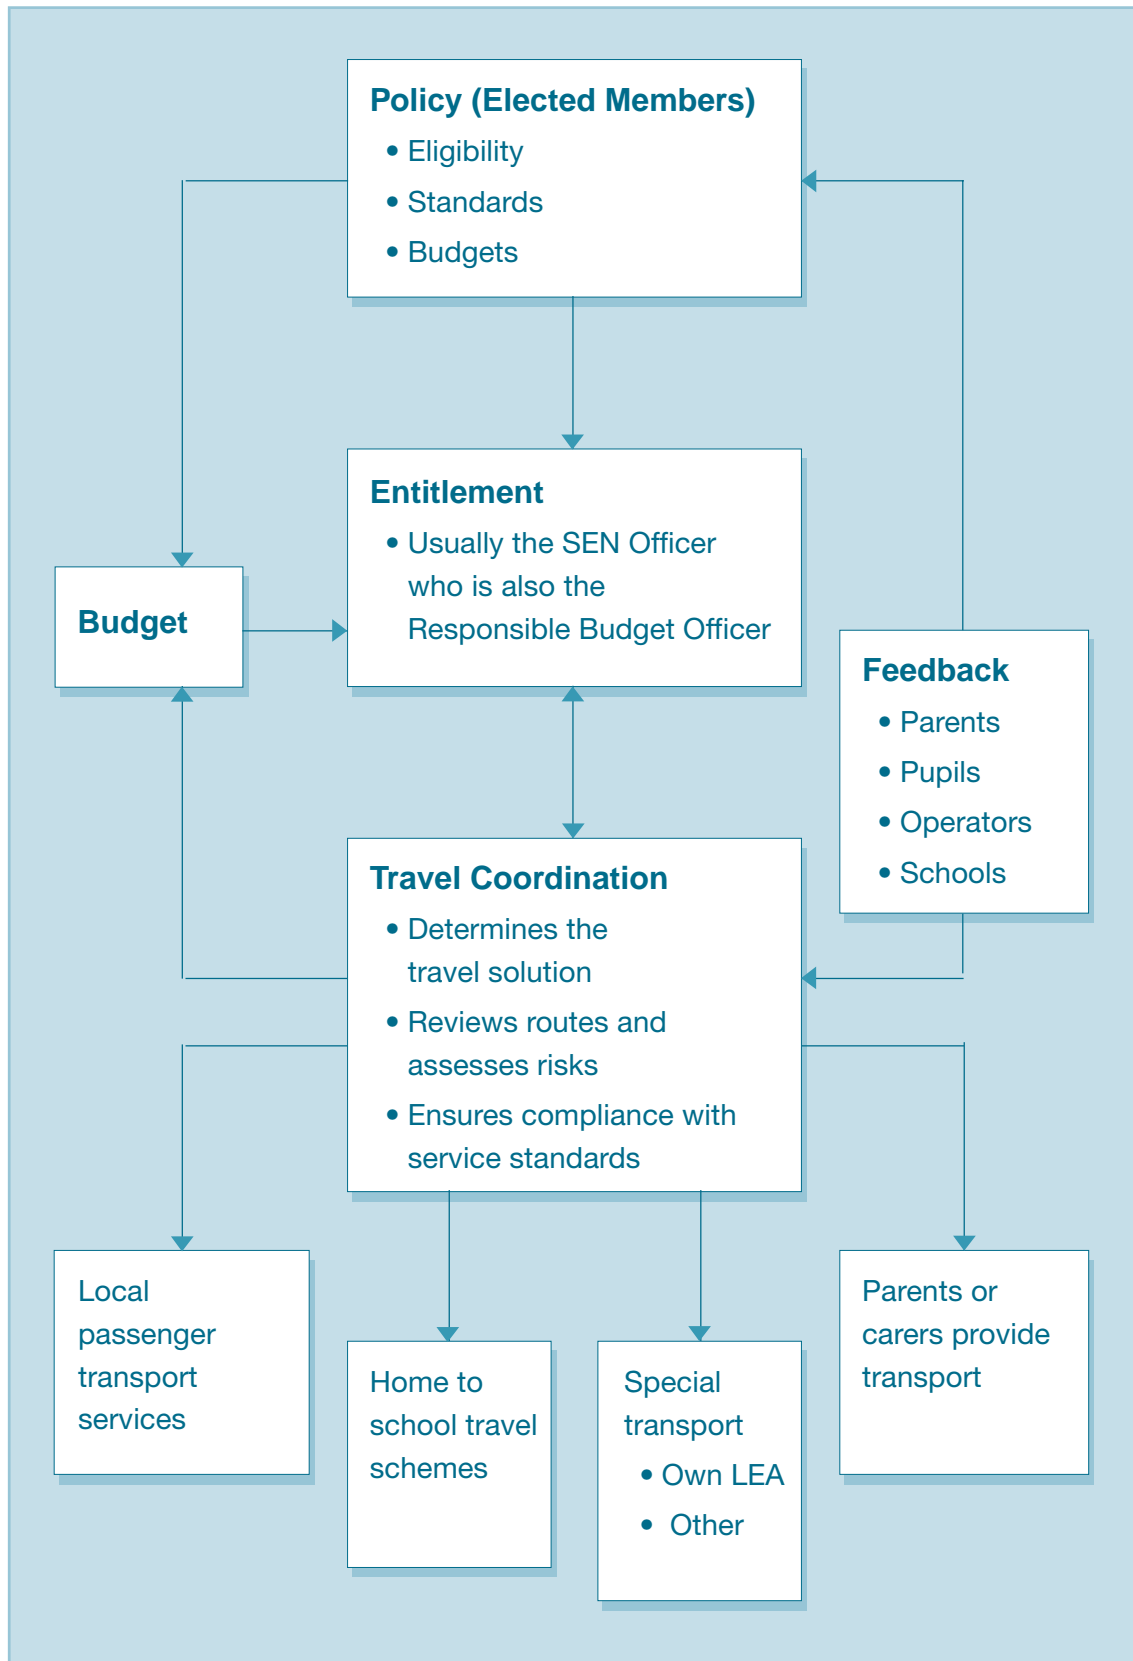 Policy (Elected Members)
• Eligibility
• Standards
• Budgets
Entitlement
• Usually the SEN Officer
who is also the
Responsible Budget Officer
Budget
Feedback
• Parents
• Pupils
• Operators
• Schools
Travel Coordination
• Determines the
travel solution
• Reviews routes and
assesses risks
• Ensures compliance with
service standards
Local
passenger
transport
services
Home to
school travel
schemes
Special
transport
• Own LEA
• Other
Parents or
carers provide
transport